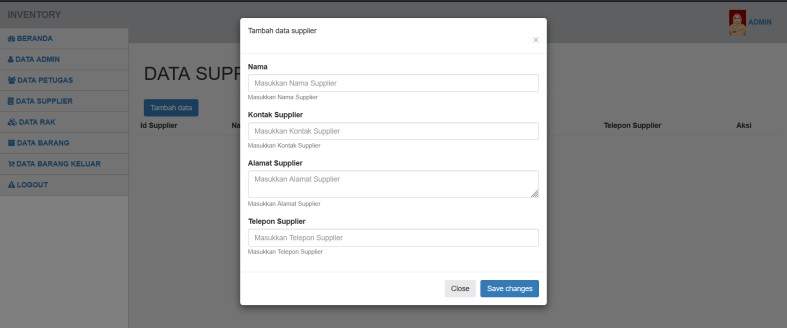 INVENTORY
ADMIN
BERANDA
DATA ADMIN
DATA PETUGAS
DATA SUPPLIER
DATA RAK
DATA BARANG
DATA BARANG KELUAR
LOGOUT
DATA SUPP
Tambah data
Id Supplier Na Telepon Supplier Aksi
Tambah data supplier
×
Nama
Masukkan Nama Supplier
Masukkan Nama Supplier
Kontak Supplier
Masukkan Kontak Supplier
Masukkan Kontak Supplier
Alamat Supplier
Masukkan Alamat Supplier
Masukkan Alamat Supplier
Telepon Supplier
Masukkan Telepon Supplier
Masukkan Telepon Supplier
Close Save changes